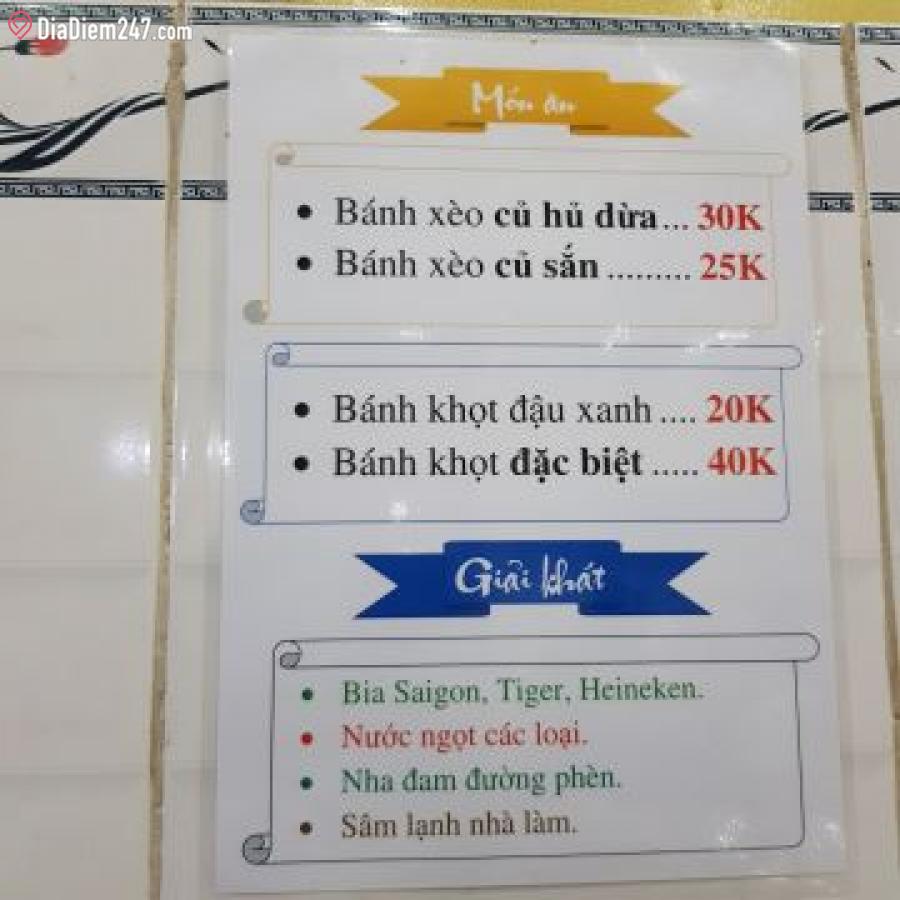 DiaDiem247.com
Món ăn
• Bánh xèo củ hủ dừa... 30K
• Bánh xèo củ sắn ......... 25K
• Bánh khọt đậu xanh .... 20K
• Bánh khọt đặc biệt ..... 40K
Giải khát
• Bia Saigon, Tiger, Heineken.
• Nước ngọt các loại.
• Nha đam đường phèn.
• Sâm lạnh nhà làm.